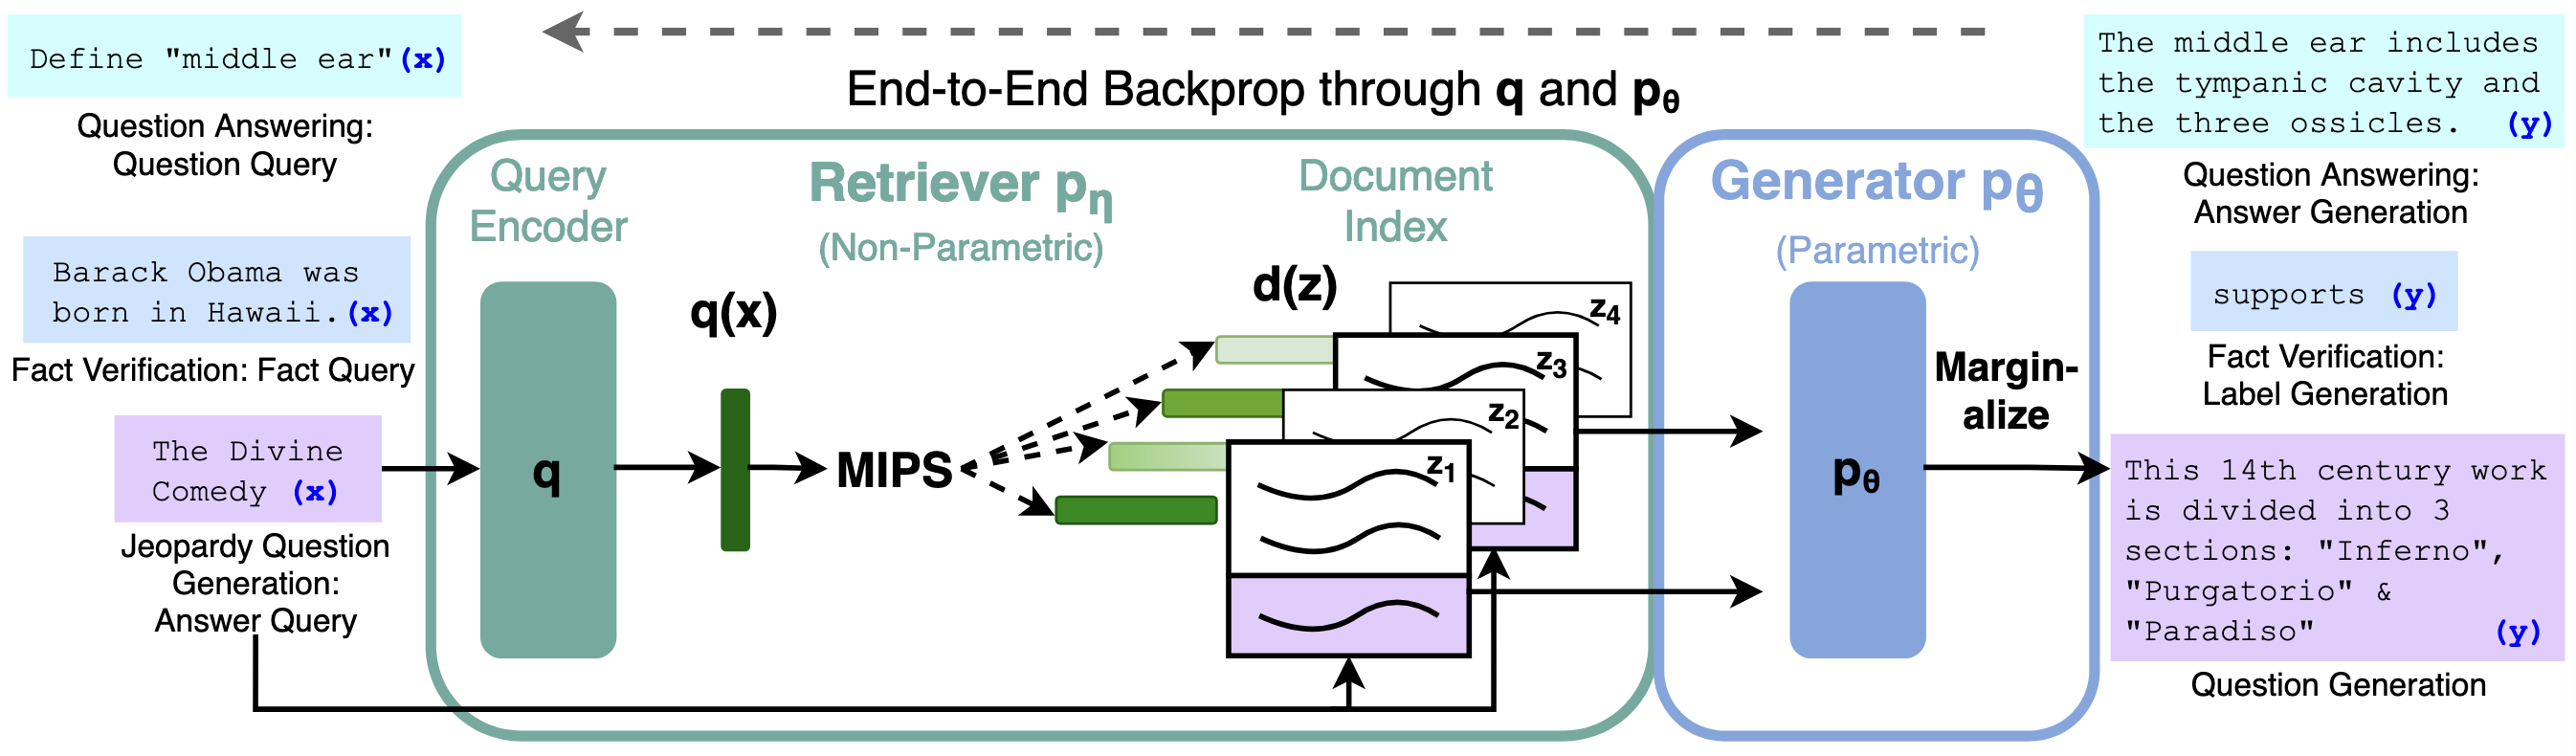 Define "middle ear" (x)
Question Answering:
Question Query
Barack Obama was
born in Hawaii. (x)
Fact Verification: Fact Query
The Divine
Comedy (x)
Jeopardy Question
Generation:
Answer Query
End-to-End Backprop through q and pθ
Query
Encoder
Retriever pη
(Non-Parametric)
Document
Index
q
q(x)
MIPS
d(z)
z4
z3
z2
z1
Generator pθ
(Parametric)
pθ
Margin-
alize
The middle ear includes
the tympanic cavity and
the three ossicles. (y)
Question Answering:
Answer Generation
supports (y)
Fact Verification:
Label Generation
This 14th century work
is divided into 3
sections: "Inferno",
"Purgatorio" &
"Paradiso" (y)
Question Generation